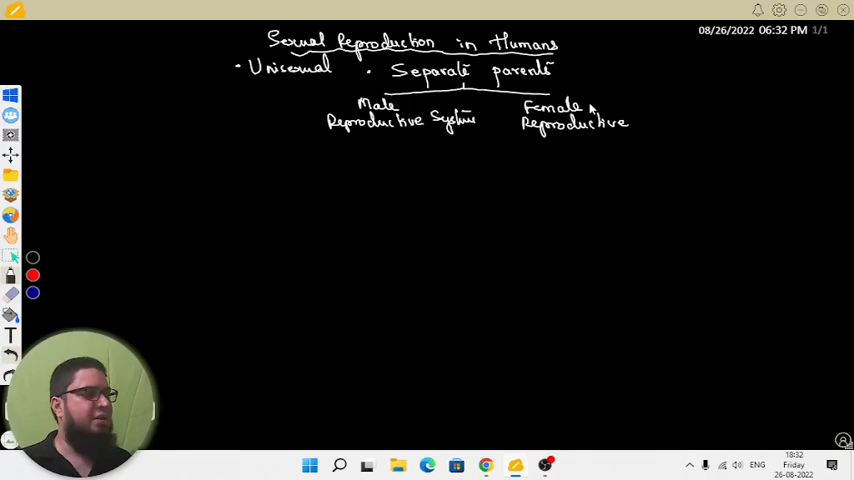 08/26/2022 06:32 PM 1/1
Sexual Reproduction in Humans
• Unisexual • Separate parents
Male Female
Reproductive System Reproductive
T
ENG
18:32
Friday
26-08-2022